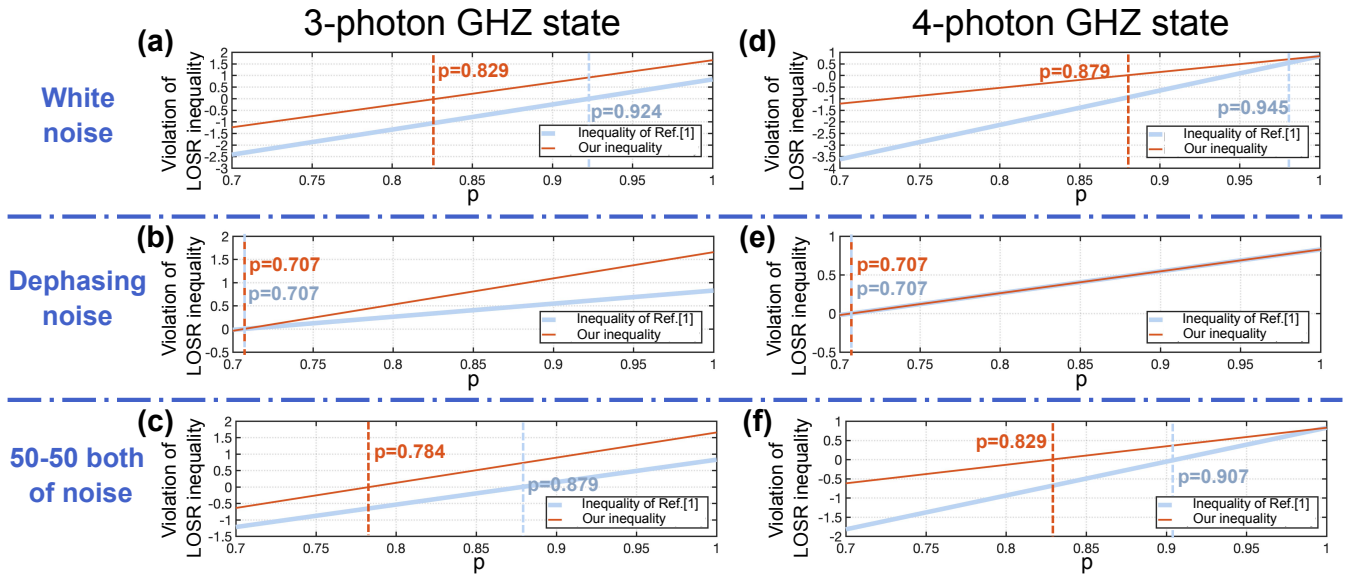 3-photon GHZ state
4-photon GHZ state
White
noise
(a)
Violation of
LOSR inequality
2
1.5
1
0.5
0
-0.5
-1
-1.5
-2
-2.5
-3
p=0.829
p=0.924
Inequality of Ref.[1]
Our inequality
0.7
0.75
0.8
0.85
0.9
0.95
1
p
(d)
Violation of
LOSR inequality
1
0.5
0
-0.5
-1
-1.5
-2
-2.5
-3
-3.5
-4
p=0.879
p=0.945
Inequality of Ref.[1]
Our inequality
0.7
0.75
0.8
0.85
0.9
0.95
1
p
Dephasing
noise
(b)
Violation of
LOSR inequality
2
1.5
1
0.5
0
-0.5
p=0.707
p=0.707
Inequality of Ref.[1]
Our inequality
0.7
0.75
0.8
0.85
0.9
0.95
1
p
(e)
Violation of
LOSR inequality
1
0.5
0
-0.5
p=0.707
p=0.707
Inequality of Ref.[1]
Our inequality
0.7
0.75
0.8
0.85
0.9
0.95
1
p
50-50 both
of noise
(c)
Violation of
LOSR inequality
2
1.5
1
0.5
0
-0.5
-1
-1.5
p=0.784
p=0.879
Inequality of Ref.[1]
Our inequality
0.7
0.75
0.8
0.85
0.9
0.95
1
p
(f)
Violation of
LOSR inequality
1
0.5
0
-0.5
-1
-1.5
-2
p=0.829
p=0.907
Inequality of Ref.[1]
Our inequality
0.7
0.75
0.8
0.85
0.9
0.95
1
p